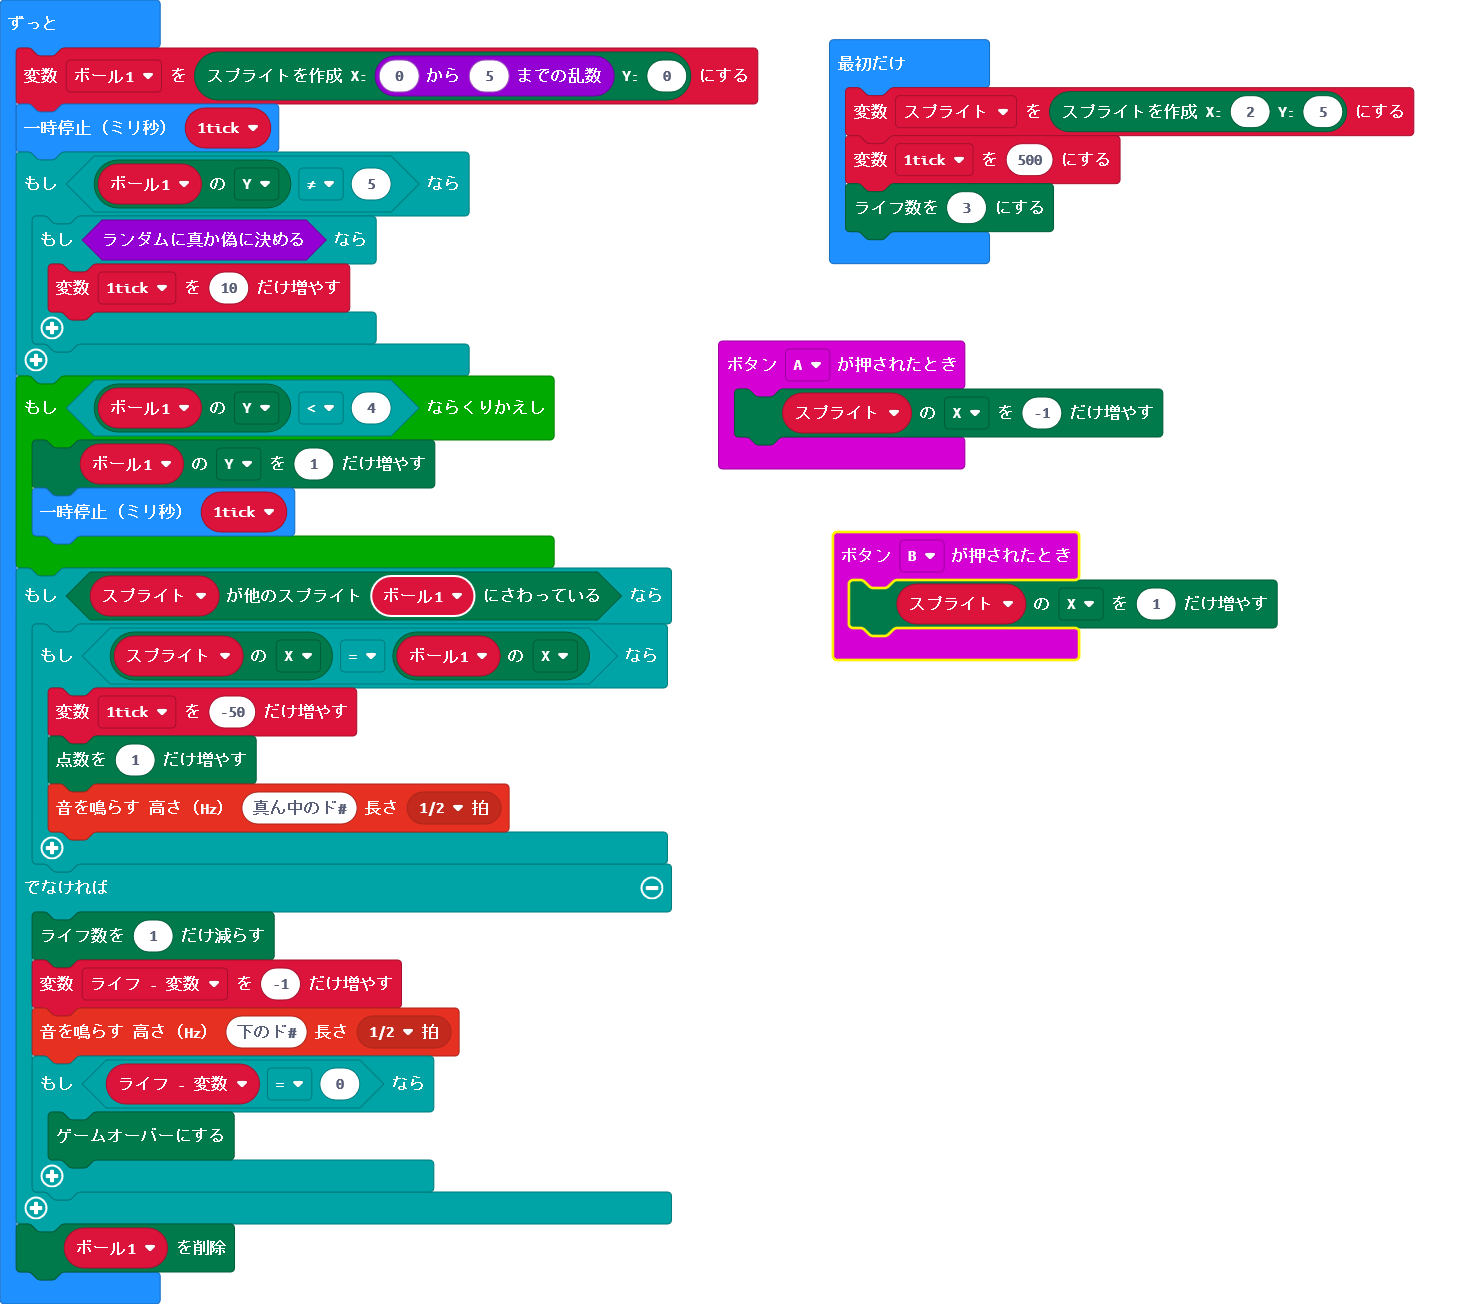 ずっと
変数 ボール1 を スプライトを作成 X: 0 から 5 までの乱数 Y: 0 にする
一時停止（ミリ秒） 1tick
もし ボール1 の Y ≠ 5 なら
もし ランダムに真か偽に決める なら
変数 1tick を 10 だけ増やす
もし ボール1 の Y < 4 ならくりかえし
ボール1 の Y を 1 だけ増やす
一時停止（ミリ秒） 1tick
もし スプライト が他のスプライト ボール1 にさわっている なら
もし スプライト の X = ボール1 の X なら
変数 1tick を -50 だけ増やす
点数を 1 だけ増やす
音を鳴らす 高さ（Hz） 真ん中のド# 長さ 1/2 拍
でなければ
ライフ数を 1 だけ減らす
変数 ライフ - 変数 を -1 だけ増やす
音を鳴らす 高さ（Hz） 下のド# 長さ 1/2 拍
もし ライフ - 変数 = 0 なら
ゲームオーバーにする
ボール1 を削除
最初だけ
変数 スプライト を スプライトを作成 X: 2 Y: 5 にする
変数 1tick を 500 にする
ライフ数を 3 にする
ボタン A が押されたとき
スプライト の X を -1 だけ増やす
ボタン B が押されたとき
スプライト の X を 1 だけ増やす